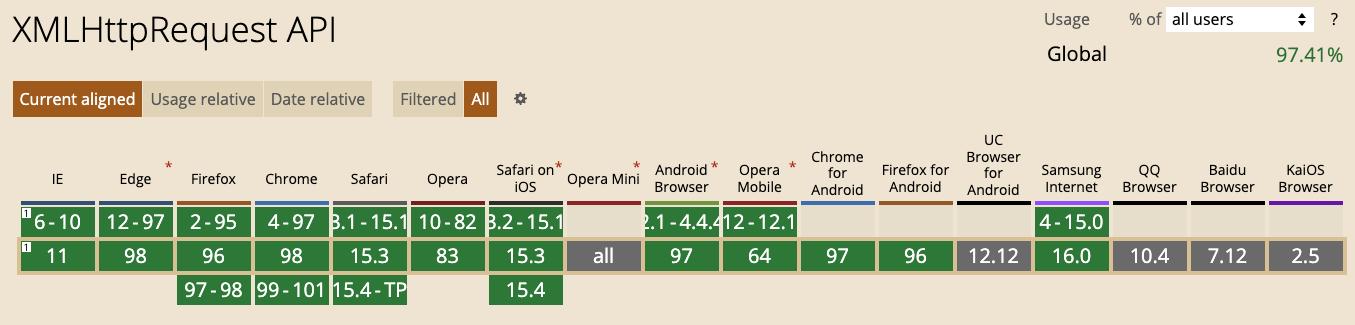 XMLHttpRequest API
Usage % of all users ?
Global 97.41%
Current aligned Usage relative Date relative Filtered All
IE Edge * Firefox Chrome Safari Opera Safari on iOS * Opera Mini * Android Browser * Opera Mobile * Chrome for Android Firefox for Android UC Browser for Android Samsung Internet QQ Browser Baidu Browser KaiOS Browser
1 6-10 12-97 2-95 4-97 3.1-15.1 10-82 3.2-15.1 2.1-4.4.4 12-12.1 4-15.0
1 11 98 96 98 15.3 83 15.3 all 97 64 97 96 12.12 16.0 10.4 7.12 2.5
97-98 99-101 15.4-TP 15.4